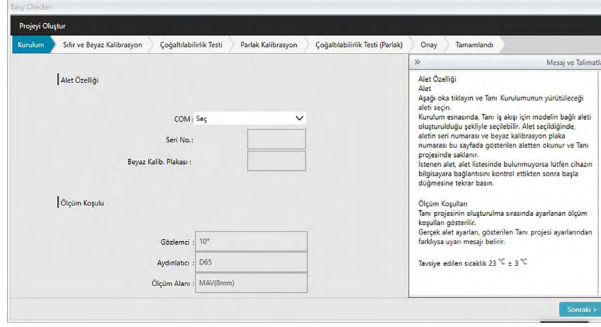 Easy Checker
Projeyi Oluştur
Kurulum
Sıfır ve Beyaz Kalibrasyon
Çoğaltılabilirlik Testi
Parlak Kalibrasyon
Çoğaltılabilirlik Testi (Parlak)
Onay
Tamamlandı
Alet Özelliği
COM: Seç
Seri No.:
Beyaz Kalib. Plakası :
Ölçüm Koşulu
Gözlemci : 10°
Aydınlatıcı : D65
Ölçüm Alanı : MAV(8mm)
» Mesaj ve Talimatla
Alet Özelliği
Alet
Aşağı oka tıklayın ve Tanı Kurulumunun yürütüleceği
aleti seçin.
Kurulum esnasında, Tanı iş akışı için modelin bağlı aleti
oluşturulduğu şekliyle seçilebilir. Alet seçildiğinde,
aletin seri numarası ve beyaz kalibrasyon plaka
numarası bu sayfada gösterilen aletten okunur ve Tanı
projesinde saklanır.
İstenen alet, alet listesinde bulunmuyorsa lütfen cihazın
bilgisayara bağlantısını kontrol ettikten sonra başla
düğmesine tekrar basın.
Ölçüm Koşulları
Tanı projesinin oluşturulma sırasında ayarlanan ölçüm
koşulları gösterilir.
Gerçek alet ayarları, gösterilen Tanı projesi ayarlarından
farklıysa uyarı mesajı belirir.
Tavsiye edilen sıcaklık 23 ℃ ± 3 ℃
Sonraki >